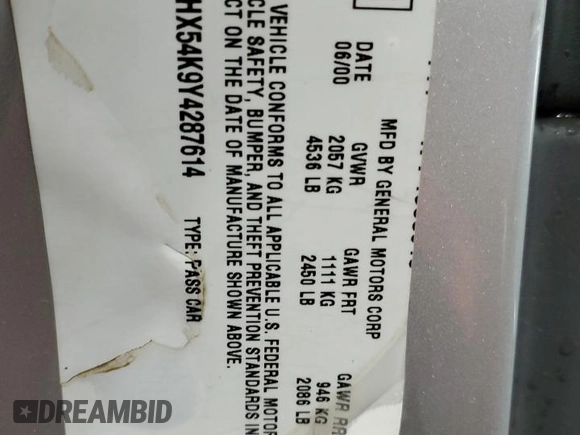 MFD BY GENERAL MOTORS CORP
DATE GVWR GAWR FRT GAWR RR
06/00 2057 KG 1111 KG 946 KG
4536 LB 2450 LB 2086 LB
VEHICLE CONFORMS TO ALL APPLICABLE U.S. FEDERAL MOTOR
SAFETY, BUMPER, AND THEFT PREVENTION STANDARDS IN
ON THE DATE OF MANUFACTURE SHOWN ABOVE.
HX54K9Y4287614 TYPE: PASS CAR
DREAMBID